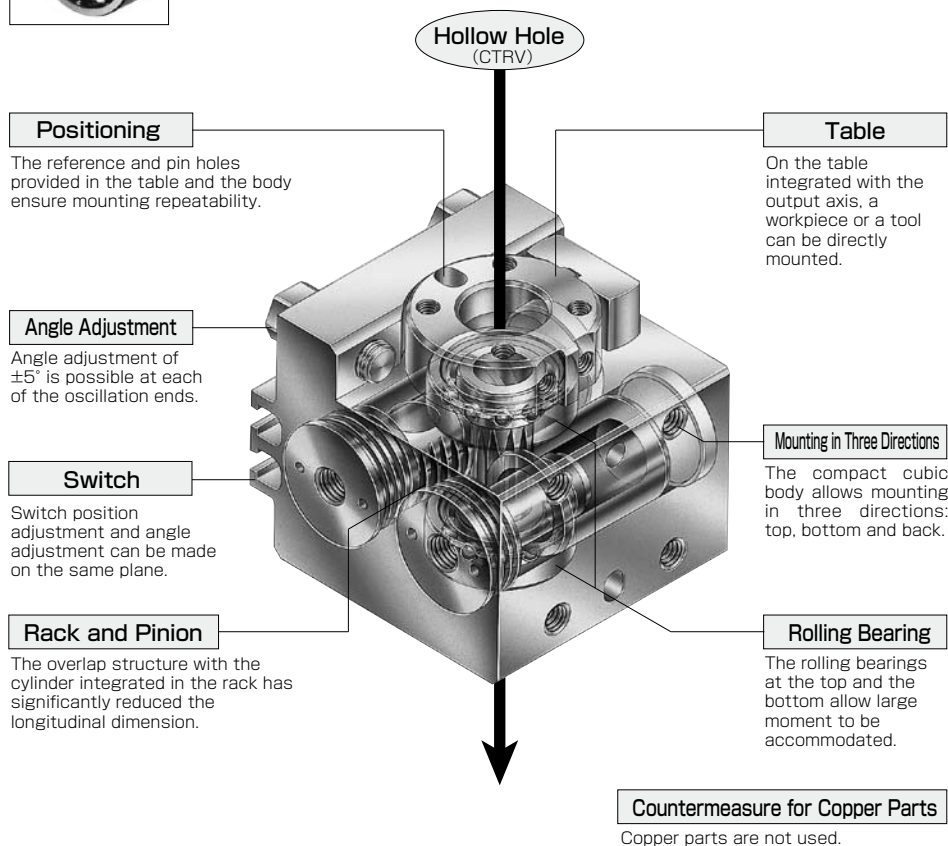 Hollow Hole
(CTRV)
Positioning
The reference and pin holes
provided in the table and the body
ensure mounting repeatability.
Table
On the table
integrated with the
output axis, a
workpiece or a tool
can be directly
mounted.
Angle Adjustment
Angle adjustment of
±5° is possible at each
of the oscillation ends.
Mounting in Three Directions
The compact cubic
body allows mounting
in three directions:
top, bottom and back.
Switch
Switch position
adjustment and angle
adjustment can be made
on the same plane.
Rack and Pinion
The overlap structure with the
cylinder integrated in the rack has
significantly reduced the
longitudinal dimension.
Rolling Bearing
The rolling bearings
at the top and the
bottom allow large
moment to be
accommodated.
Countermeasure for Copper Parts
Copper parts are not used.